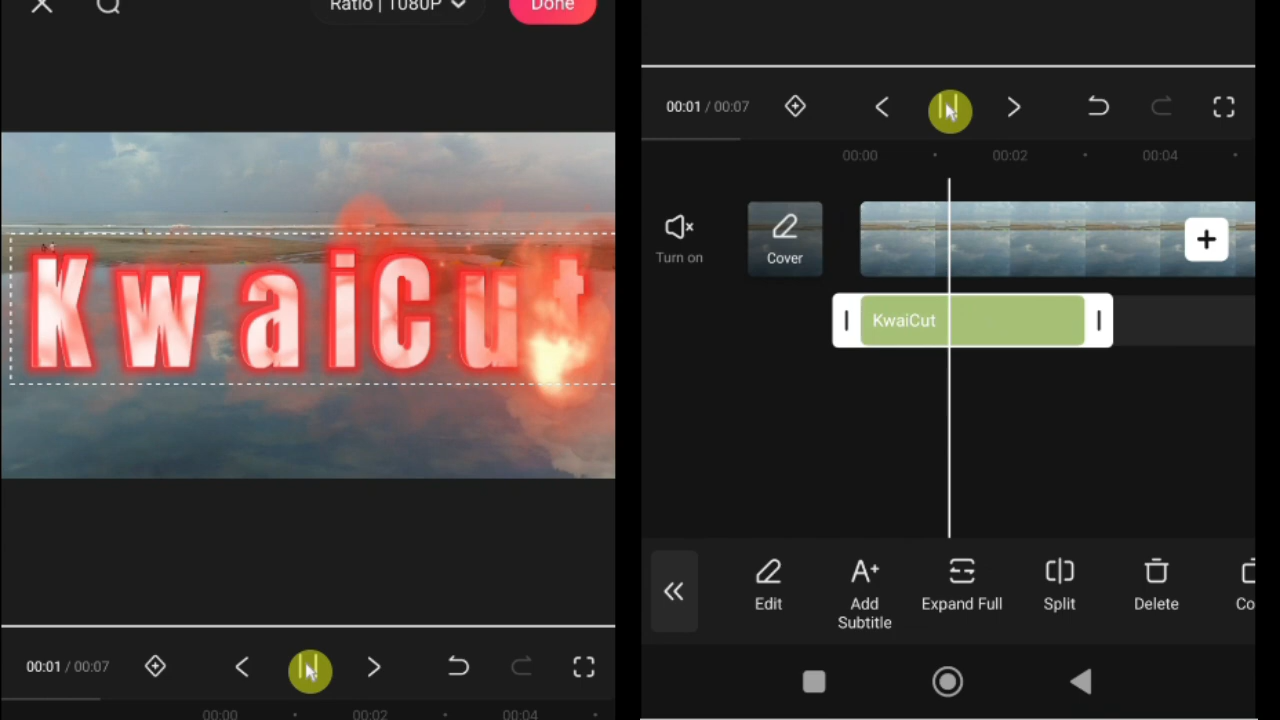 Ratio | 1080P
Done
KwaiCut
00:01 / 00:07
00:00
00:02
00:04
00:01 / 00:07
00:00
00:02
00:04
Turn on
Cover
KwaiCut
Edit
Add
Subtitle
Expand Full
Split
Delete
Co